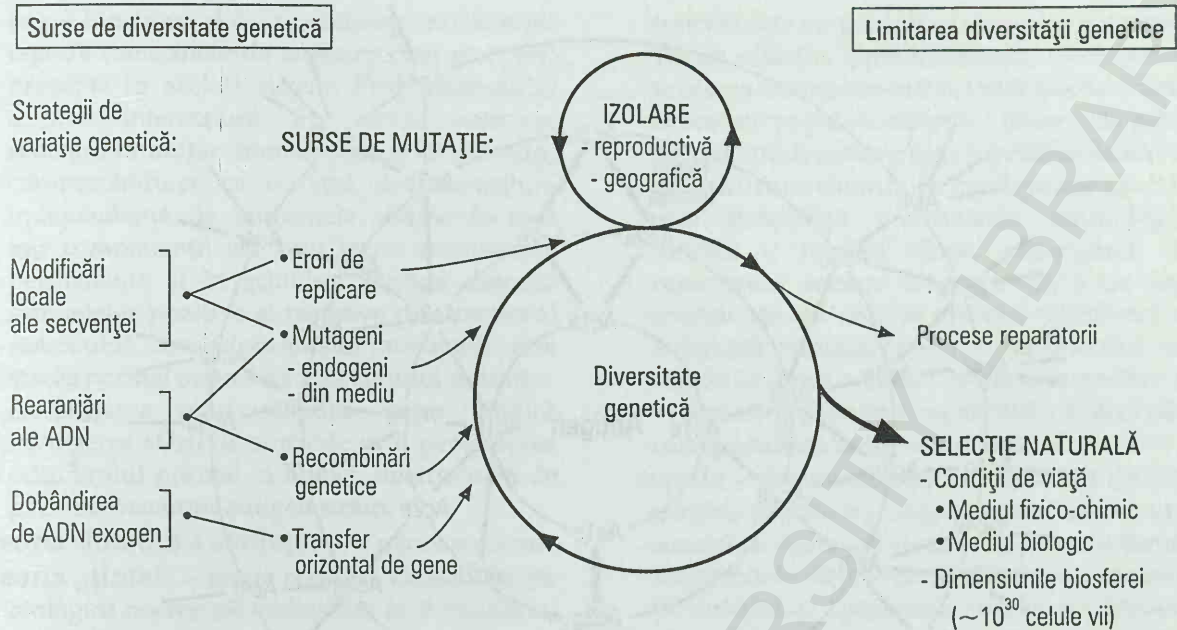 Surse de diversitate genetică
Limitarea diversităţii genetice
Strategii de
variaţie genetică:
SURSE DE MUTAŢIE:
IZOLARE
- reproductivă
- geografică
Modificări
locale
ale secvenţei
• Erori de
replicare
• Mutageni
- endogeni
- din mediu
Rearanjări
ale ADN
• Recombinări
genetice
Dobândirea
de ADN exogen
• Transfer
orizontal de gene
Diversitate
genetică
Procese reparatorii
SELECŢIE NATURALĂ
- Condiţii de viaţă
• Mediul fizico-chimic
• Mediul biologic
- Dimensiunile biosferei
(~10³⁰ celule vii)
RSITY LIBRAR